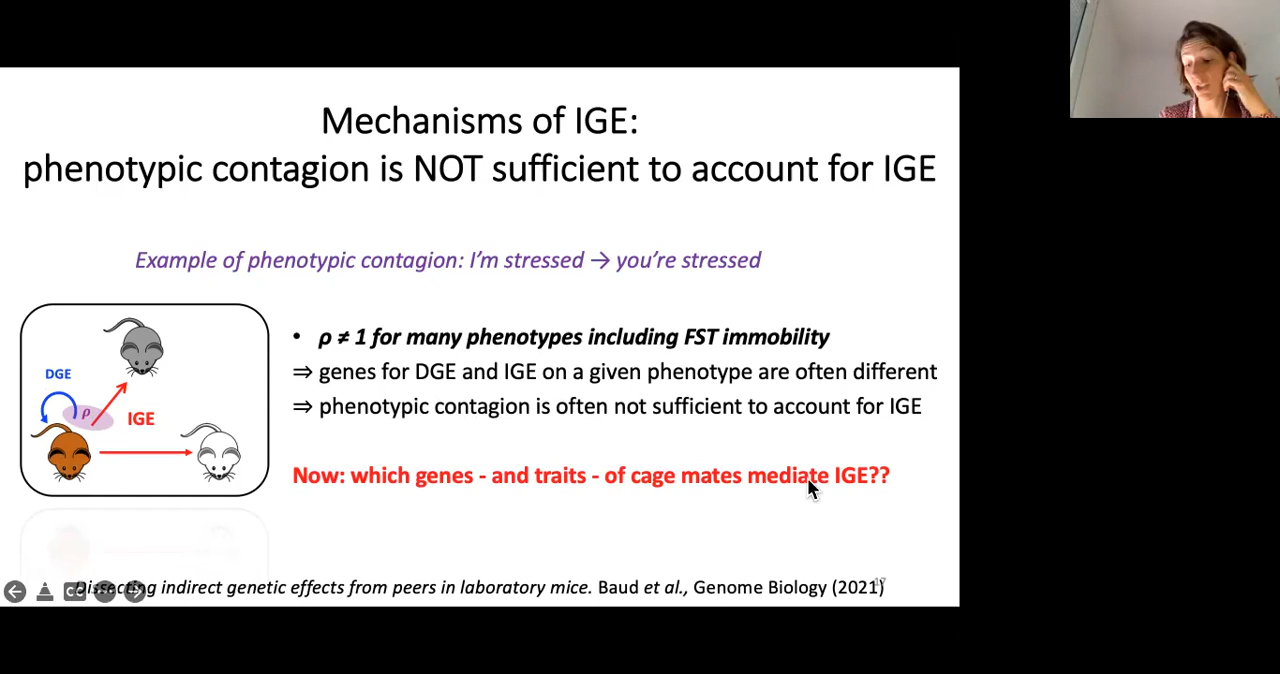 Mechanisms of IGE:
phenotypic contagion is NOT sufficient to account for IGE
Example of phenotypic contagion: I'm stressed → you're stressed
DGE
ρ
IGE
• ρ ≠ 1 for many phenotypes including FST immobility
⇒ genes for DGE and IGE on a given phenotype are often different
⇒ phenotypic contagion is often not sufficient to account for IGE
Now: which genes - and traits - of cage mates mediate IGE??
Dissecting indirect genetic effects from peers in laboratory mice. Baud et al., Genome Biology (2021)
17